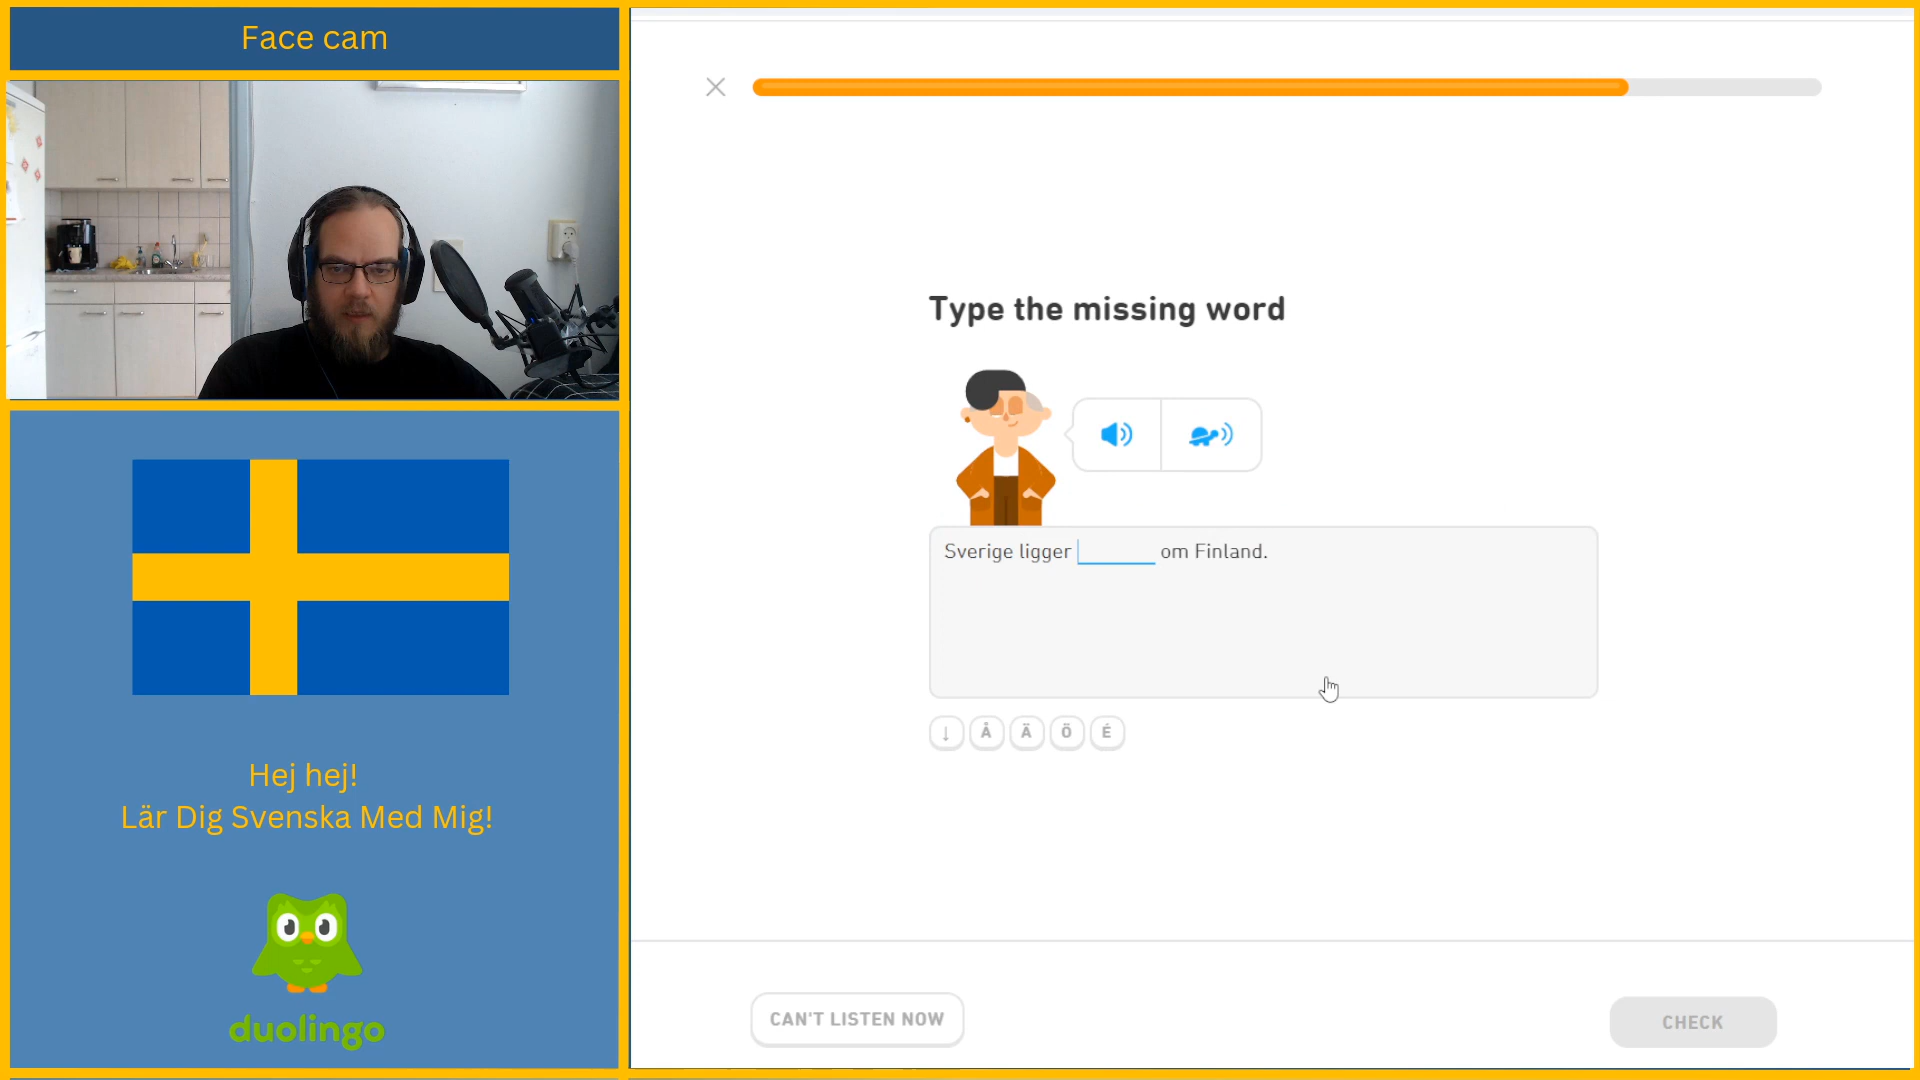 Face cam
Type the missing word
Sverige ligger ______ om Finland.
↓ Å Ä Ö É
Hej hej!
Lär Dig Svenska Med Mig!
duolingo
CAN'T LISTEN NOW
CHECK